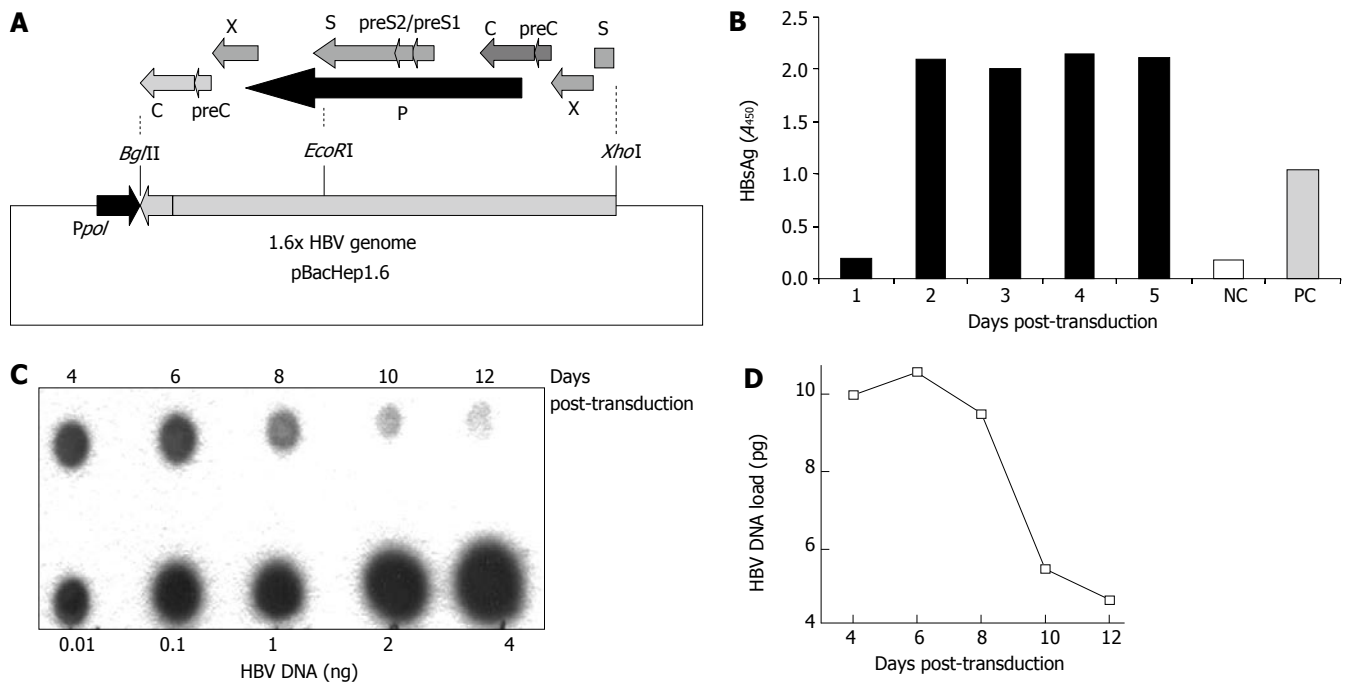 A
X S preS2/preS1 C preC S
C preC P X
BglII EcoRI XhoI
Ppol
1.6x HBV genome
pBacHep1.6
B
HBsAg (A450)
2.5
2.0
1.5
1.0
0.5
0.0
1 2 3 4 5 NC PC
Days post-transduction
C
4 6 8 10 12 Days
post-transduction
0.01 0.1 1 2 4
HBV DNA (ng)
D
HBV DNA load (pg)
10
8
6
4
4 6 8 10 12
Days post-transduction